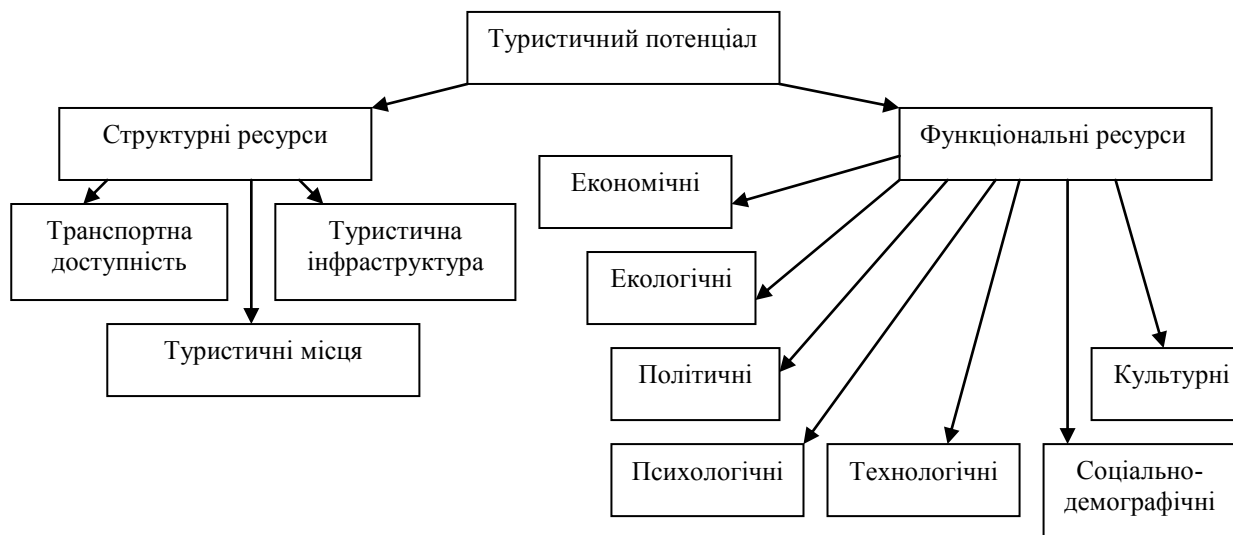 Туристичний потенціал
Структурні ресурси
Функціональні ресурси
Економічні
Транспортна
доступність
Туристична
інфраструктура
Екологічні
Туристичні місця
Політичні
Культурні
Психологічні
Технологічні
Соціально-
демографічні